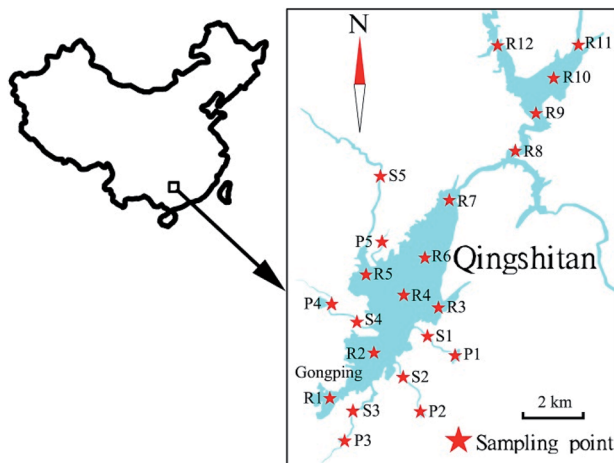 N
R12
R11
R10
R9
R8
S5
R7
P5
R6
Qingshitan
R5
R4
P4
R3
S4
S1
R2
P1
Gongping
S2
R1
S3
P2
2 km
P3
Sampling point